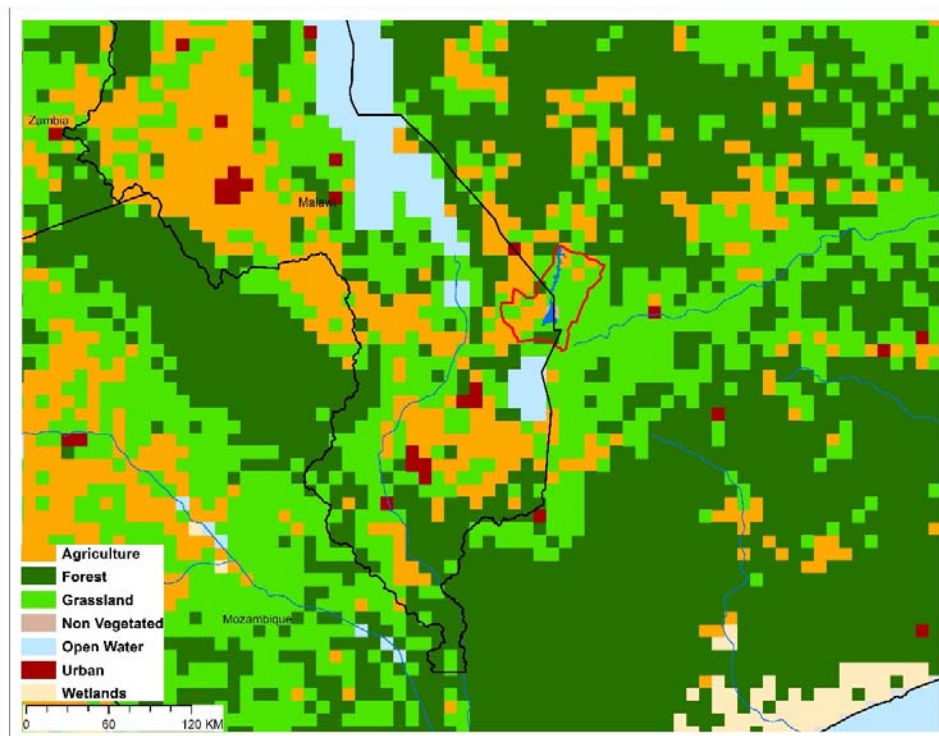 Zambia
Malawi
Agriculture
Forest
Grassland
Non Vegetated
Mozambique
Open Water
Urban
Wetlands
0 60 120 KM